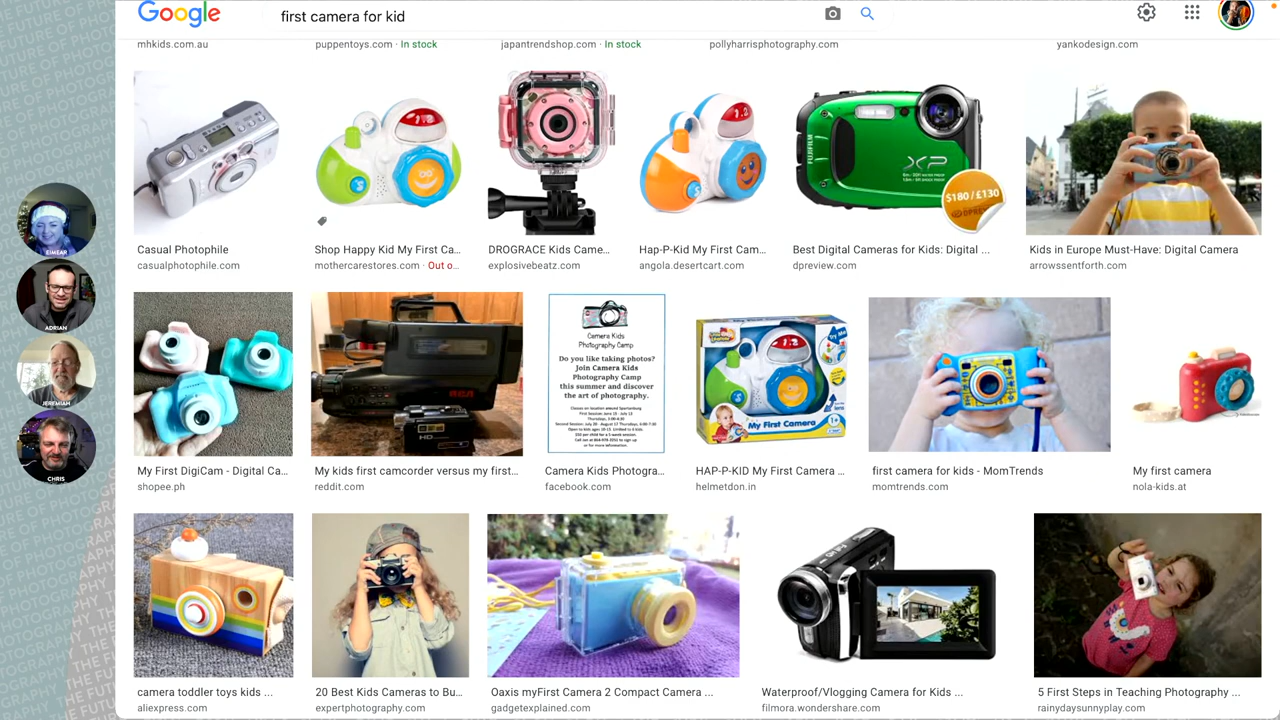 Google
first camera for kid
mhkids.com.au
puppentoys.com · In stock
japantrendshop.com · In stock
pollyharrisphotography.com
yankodesign.com
FUJIFILM
XP
$180 / £130
Casual Photophile
casualphotophile.com
Shop Happy Kid My First Ca...
mothercarestores.com · Out o...
OGRACE Kids Came...
explosivebeatz.com
Hap-P-Kid My First Cam...
angola.desertcart.com
Best Digital Cameras for Kids: Digital ...
dpreview.com
Kids in Europe Must-Have: Digital Camera
arrowssentforth.com
EIMEAR
ADRIAN
JEREMIAH
CHRIS
RCA
HD
Camera Kids
Photography Camp
Do you like taking photos?
Join Camera Kids
Photography Camp
this summer and discover
the art of photography.
My First Camera
My First DigiCam - Digital Ca...
shopee.ph
My kids first camcorder versus my first...
reddit.com
Camera Kids Photogra...
facebook.com
HAP-P-KID My First Camera ...
helmetdon.in
first camera for kids - MomTrends
momtrends.com
My first camera
nola-kids.at
camera toddler toys kids ...
aliexpress.com
20 Best Kids Cameras to Bu...
expertphotography.com
Oaxis myFirst Camera 2 Compact Camera ...
gadgetexplained.com
Waterproof/Vlogging Camera for Kids ...
filmora.wondershare.com
5 First Steps in Teaching Photography ...
rainydaysunnyplay.com